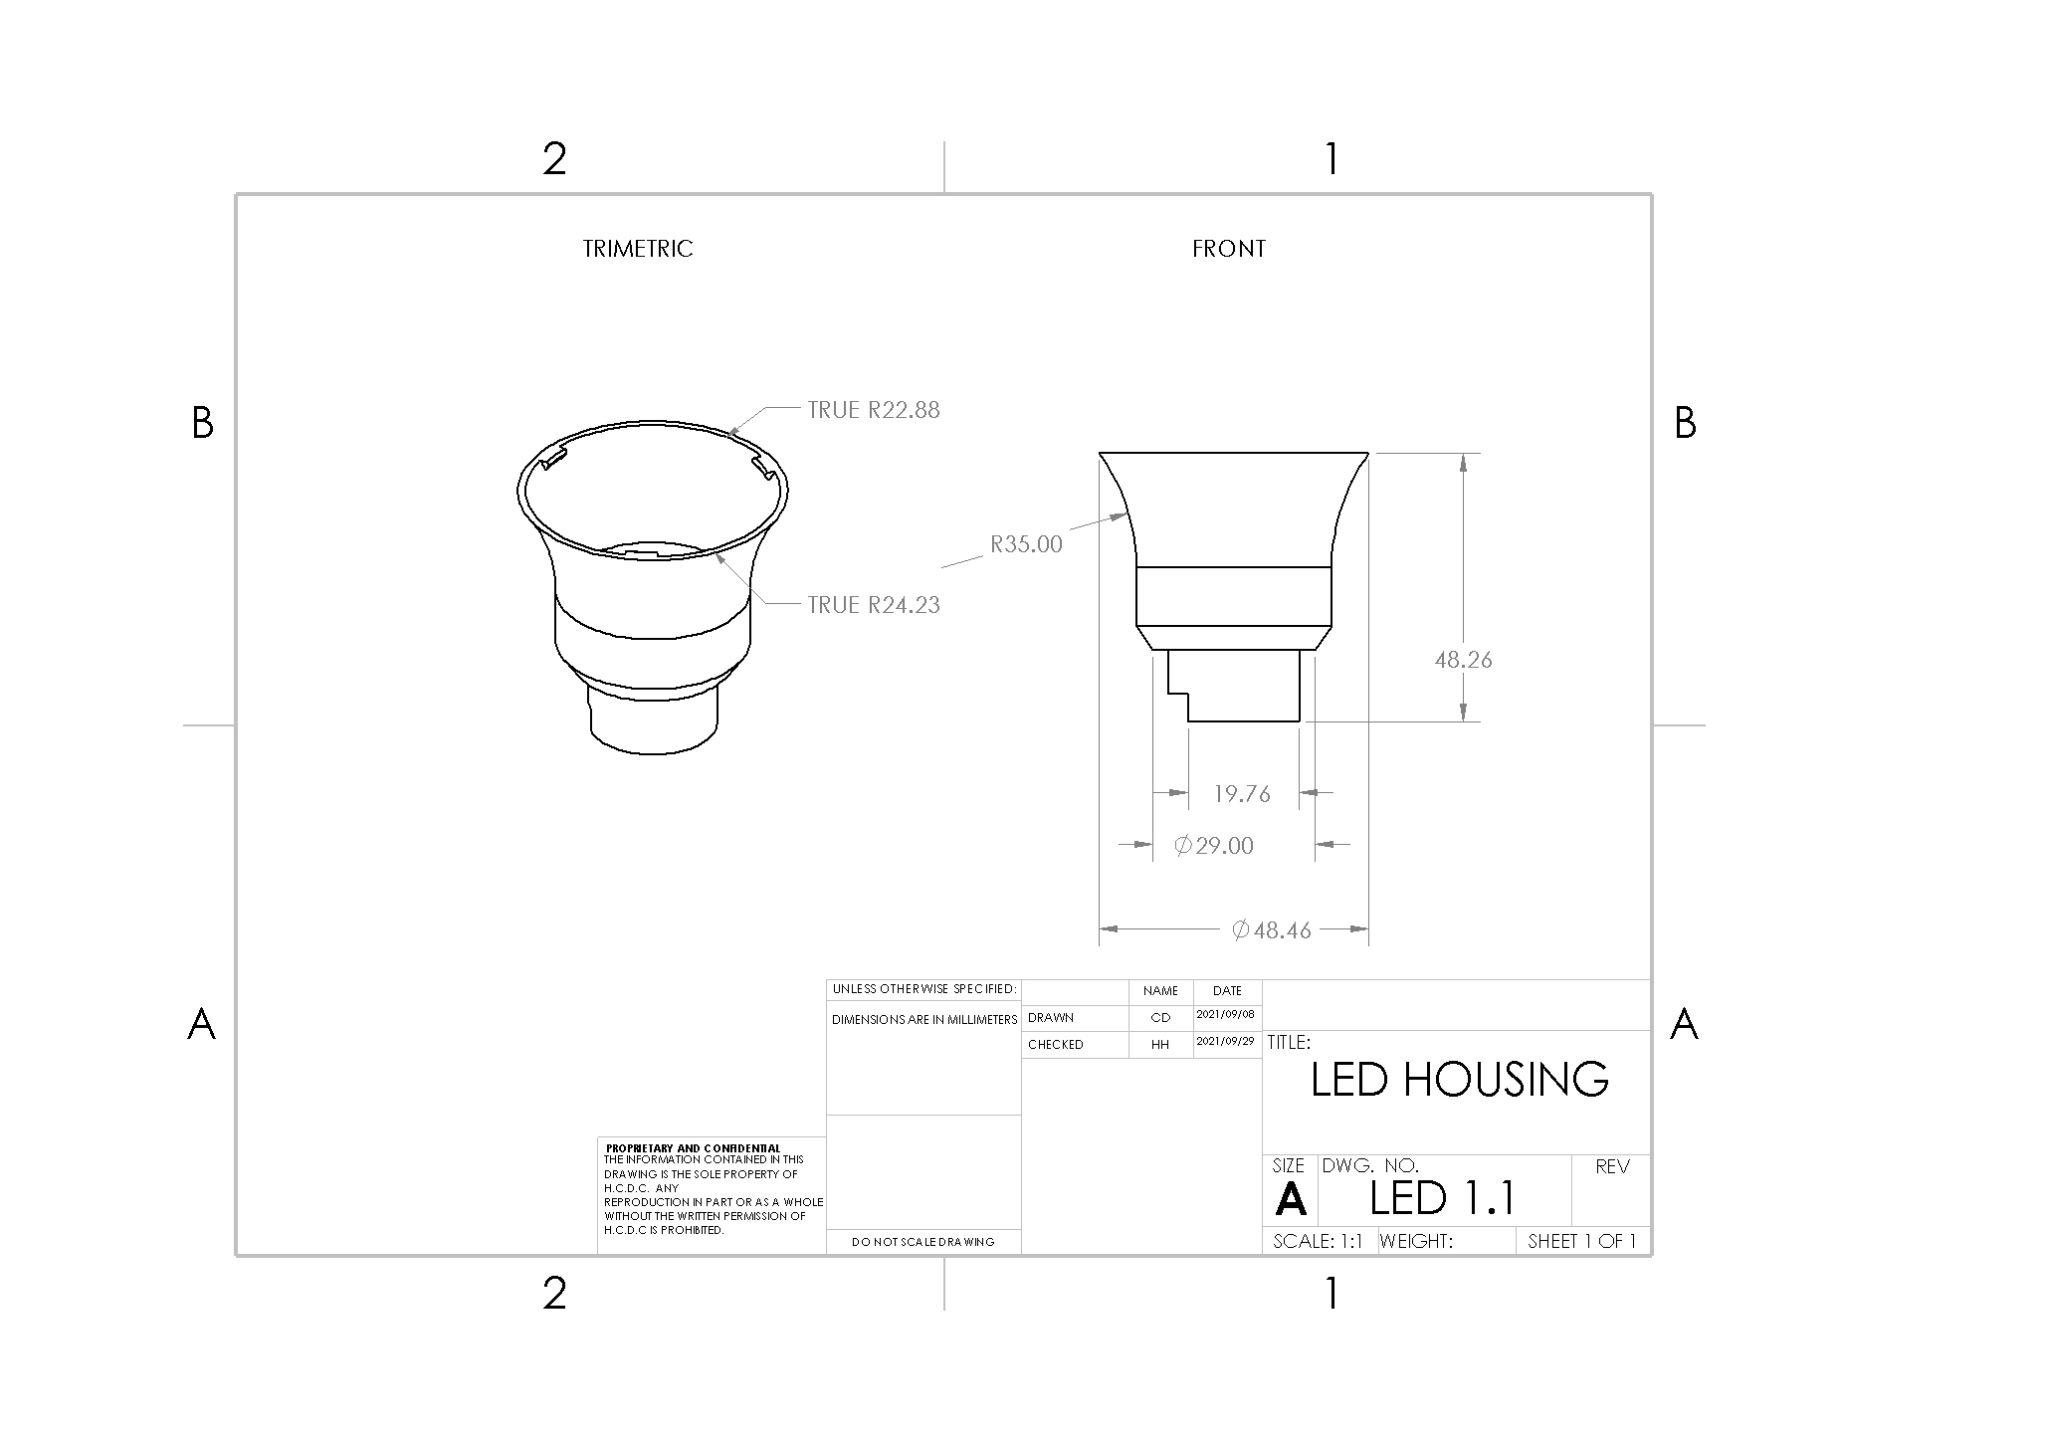 2
1
TRIMETRIC
FRONT
B
B
TRUE R22.88
R35.00
TRUE R24.23
48.26
19.76
Ø29.00
Ø48.46
A
A
UNLESS OTHERWISE SPECIFIED:
DIMENSIONS ARE IN MILLIMETERS
NAME
DATE
DRAWN
CD
2021/09/08
CHECKED
HH
2021/09/29
TITLE:
LED HOUSING
PROPRIETARY AND CONFIDENTIAL
THE INFORMATION CONTAINED IN THIS
DRAWING IS THE SOLE PROPERTY OF
H.C.D.C. ANY
REPRODUCTION IN PART OR AS A WHOLE
WITHOUT THE WRITTEN PERMISSION OF
H.C.D.C IS PROHIBITED.
DO NOT SCALE DRAWING
SIZE
A
DWG. NO.
LED 1.1
REV
SCALE: 1:1
WEIGHT:
SHEET 1 OF 1
2
1